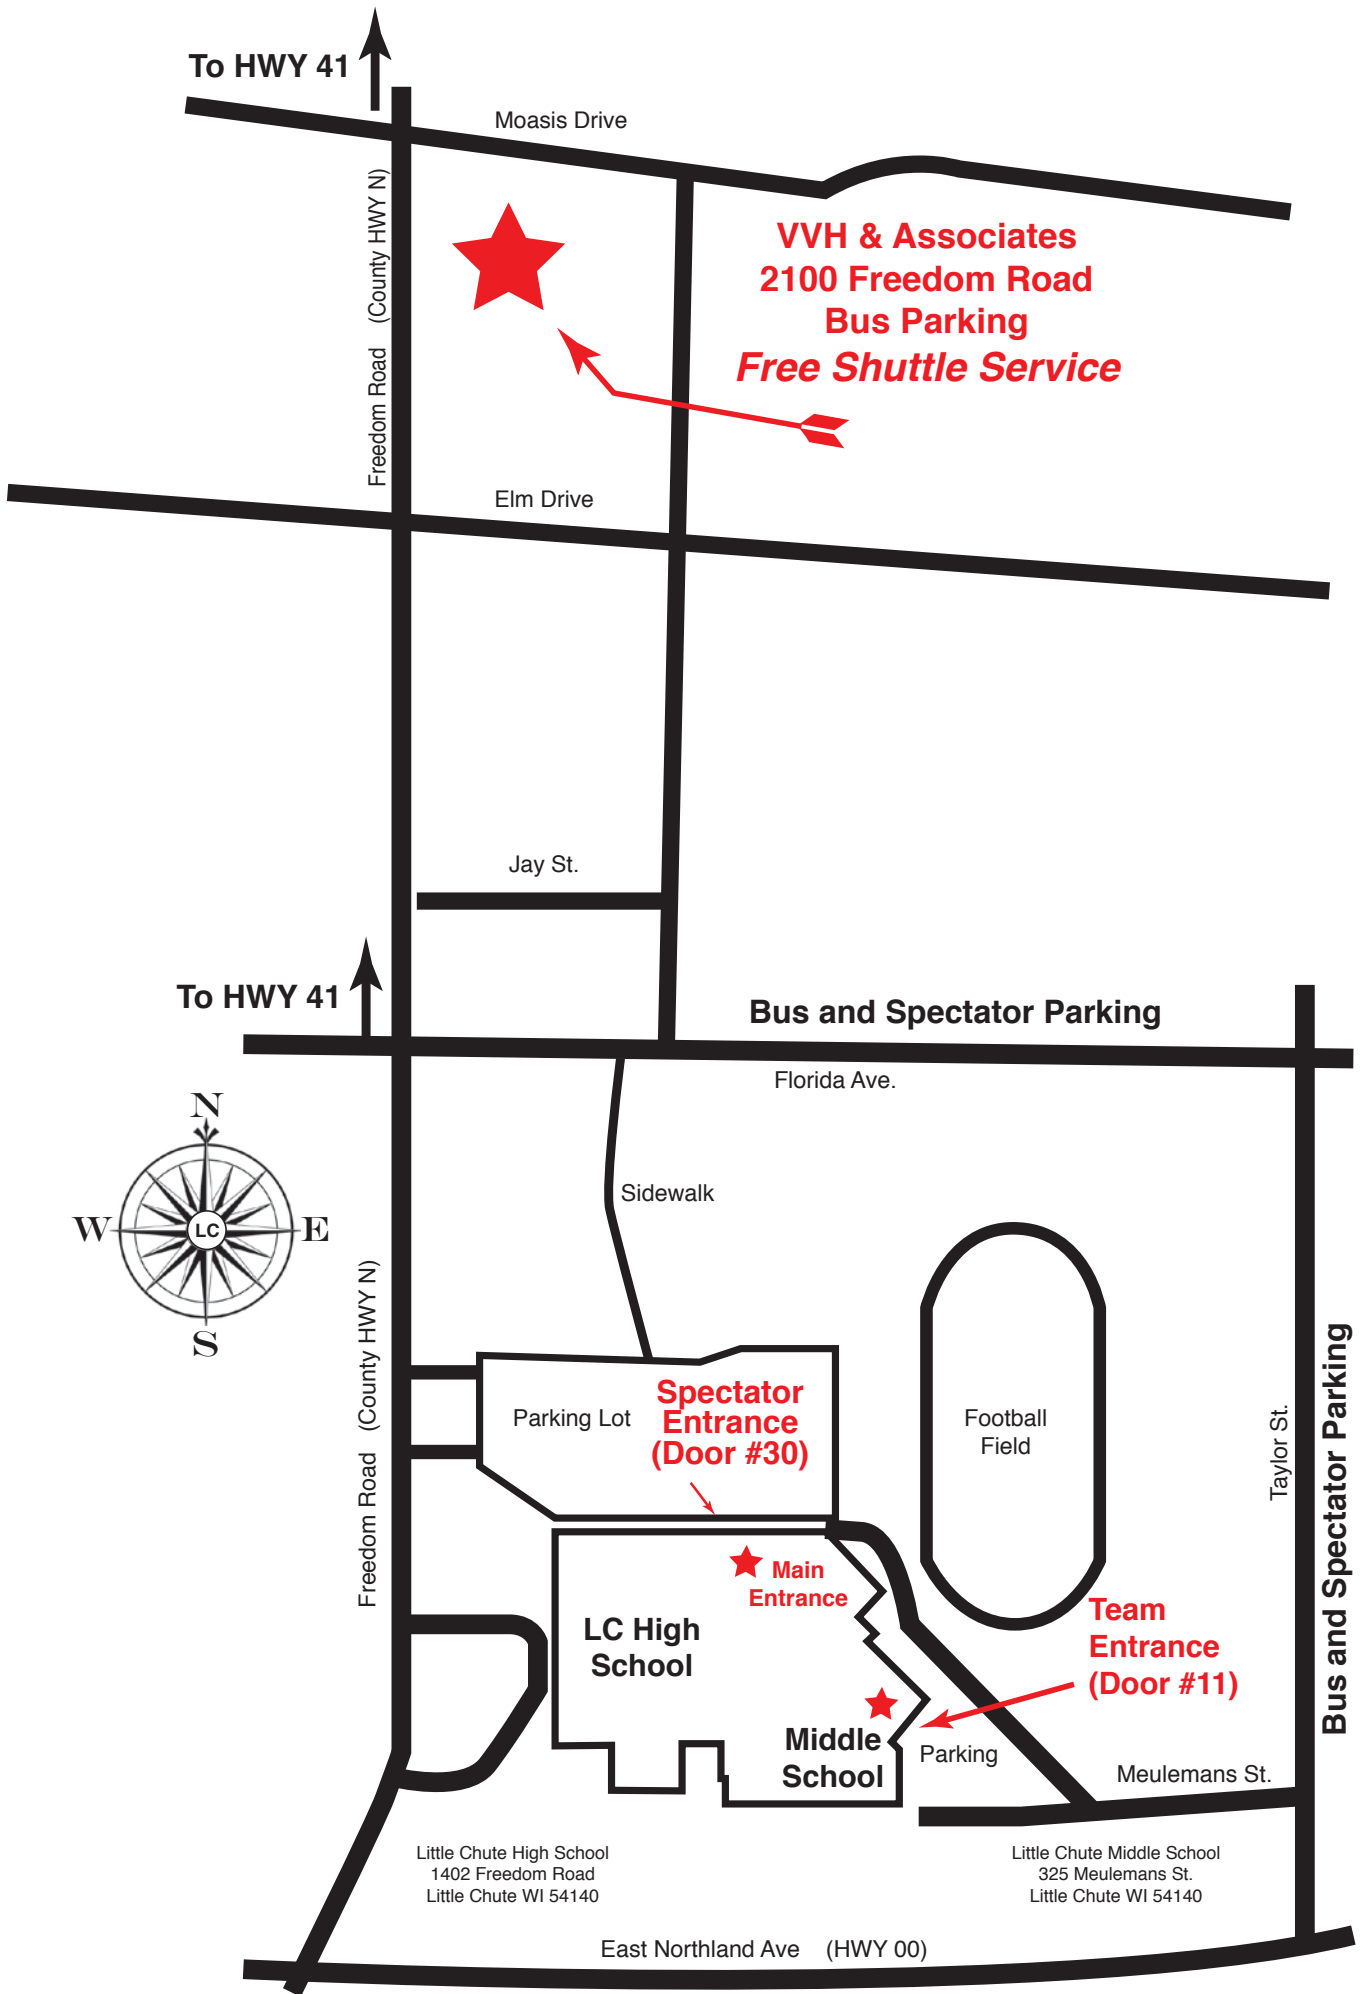 To HWY 41
Moasis Drive
Freedom Road (County HWY N)
VVH & Associates
2100 Freedom Road
Bus Parking
Free Shuttle Service
Elm Drive
Jay St.
To HWY 41
Bus and Spectator Parking
Florida Ave.
N
W
LC
E
S
Sidewalk
Freedom Road (County HWY N)
Parking Lot
Spectator
Entrance
(Door #30)
Football
Field
Taylor St.
Bus and Spectator Parking
Main
Entrance
LC High
School
Team
Entrance
(Door #11)
Middle
School
Parking
Meulemans St.
Little Chute High School
1402 Freedom Road
Little Chute WI 54140
Little Chute Middle School
325 Meulemans St.
Little Chute WI 54140
East Northland Ave (HWY 00)